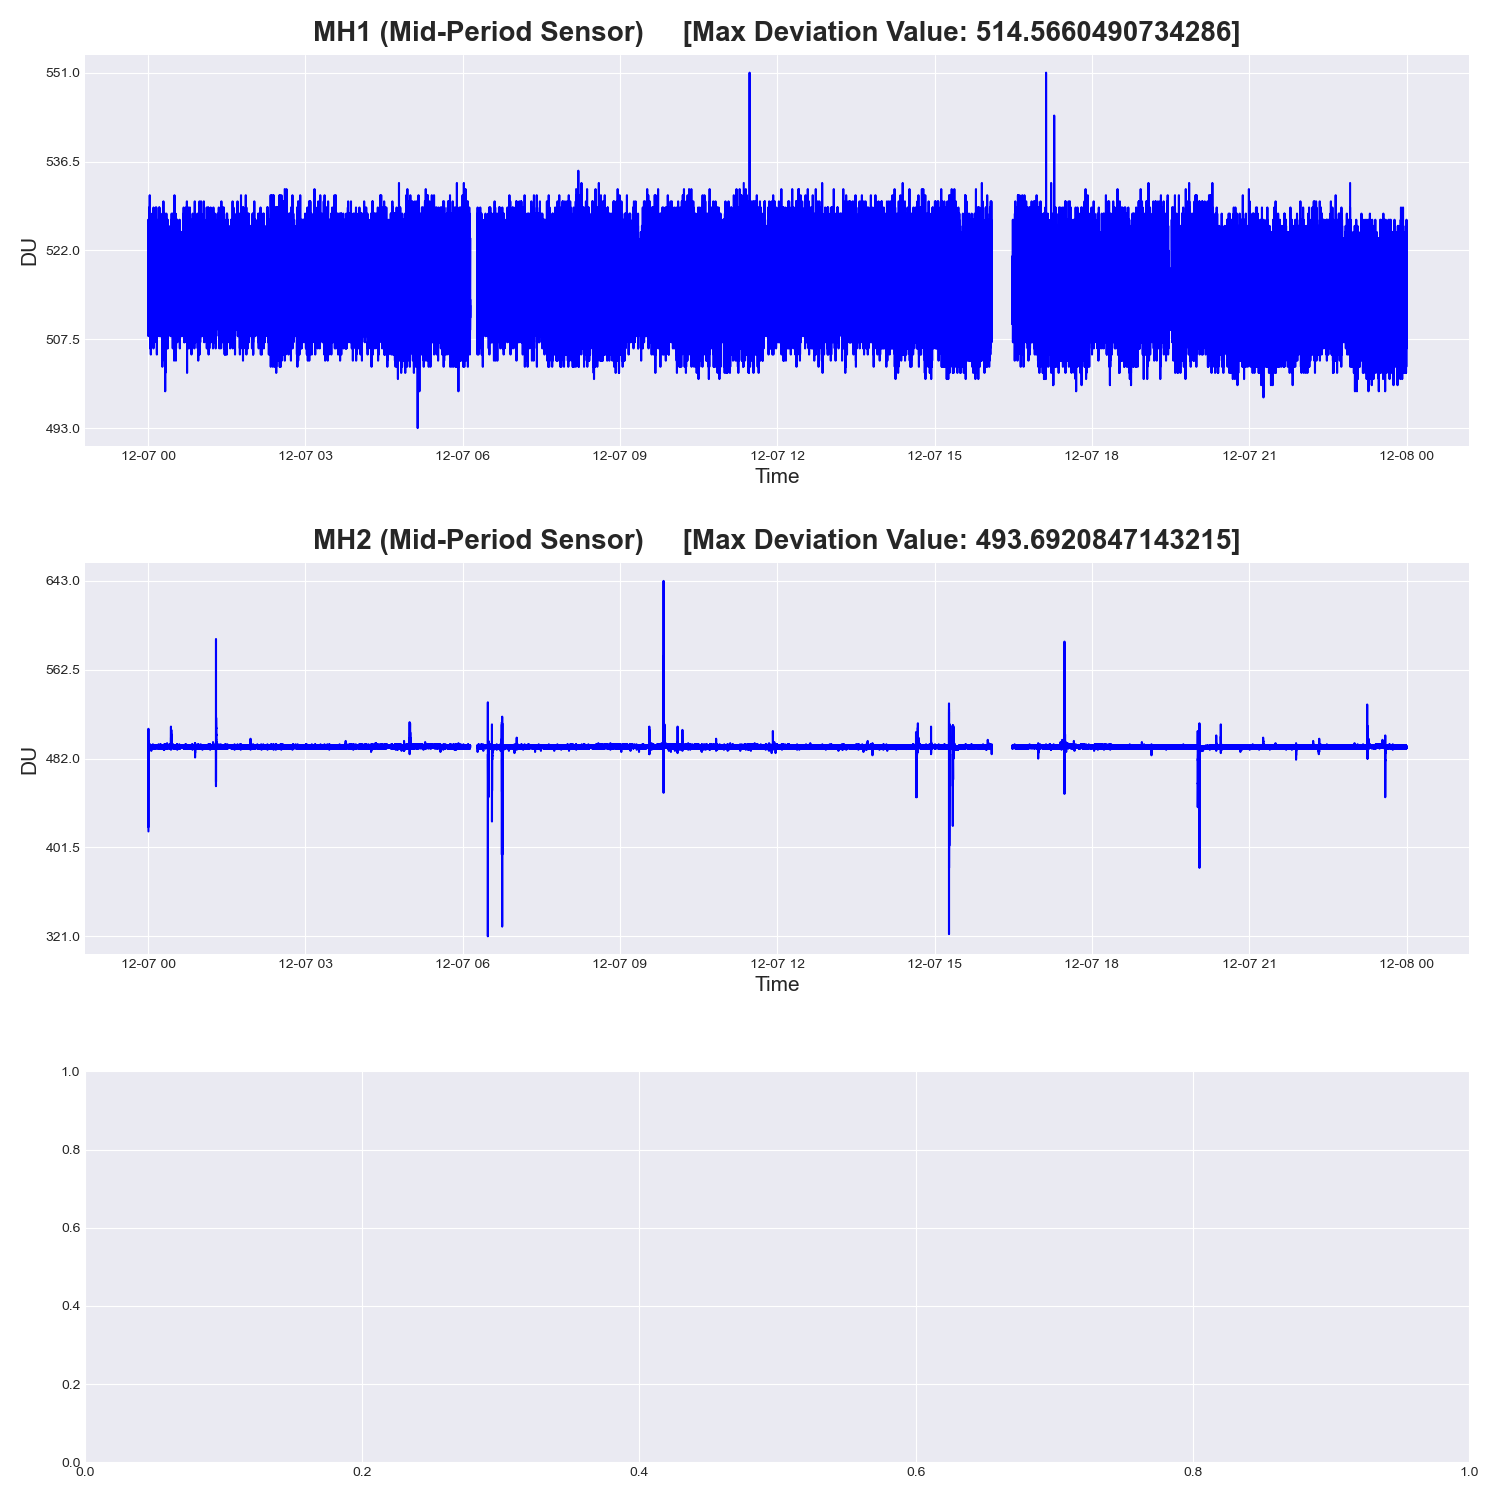 MH1 (Mid-Period Sensor) [Max Deviation Value: 514.5660490734286]
551.0
536.5
522.0
507.5
493.0
DU
12-07 00 12-07 03 12-07 06 12-07 09 12-07 12 12-07 15 12-07 18 12-07 21 12-08 00
Time
MH2 (Mid-Period Sensor) [Max Deviation Value: 493.6920847143215]
643.0
562.5
482.0
401.5
321.0
DU
12-07 00 12-07 03 12-07 06 12-07 09 12-07 12 12-07 15 12-07 18 12-07 21 12-08 00
Time
1.0
0.8
0.6
0.4
0.2
0.0
0.0 0.2 0.4 0.6 0.8 1.0